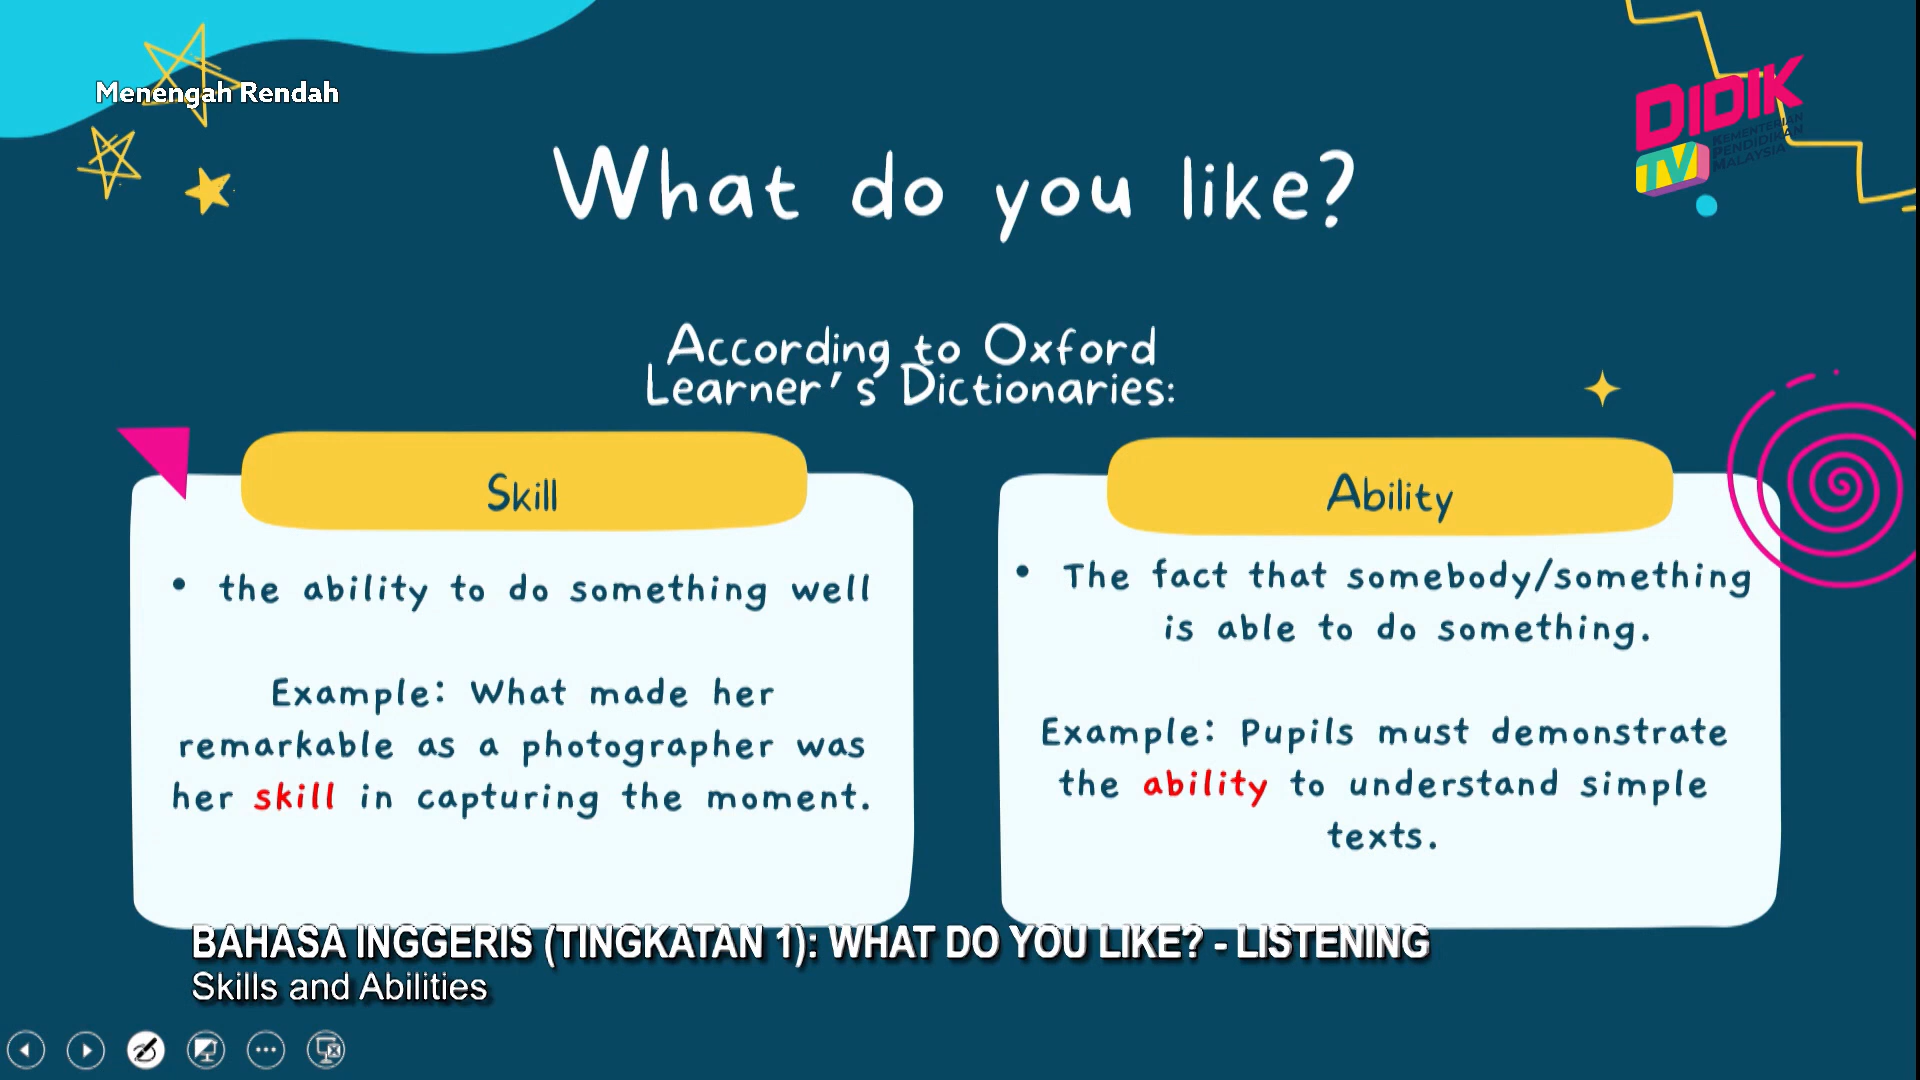 Menengah Rendah
DIDIK
TV
KEMENTERIAN
PENDIDIKAN
MALAYSIA
What do you like?
According to Oxford
Learner's Dictionaries:
Skill
• the ability to do something well
Example: What made her
remarkable as a photographer was
her skill in capturing the moment.
Ability
• The fact that somebody/something
is able to do something.
Example: Pupils must demonstrate
the ability to understand simple
texts.
BAHASA INGGERIS (TINGKATAN 1): WHAT DO YOU LIKE? - LISTENING
Skills and Abilities